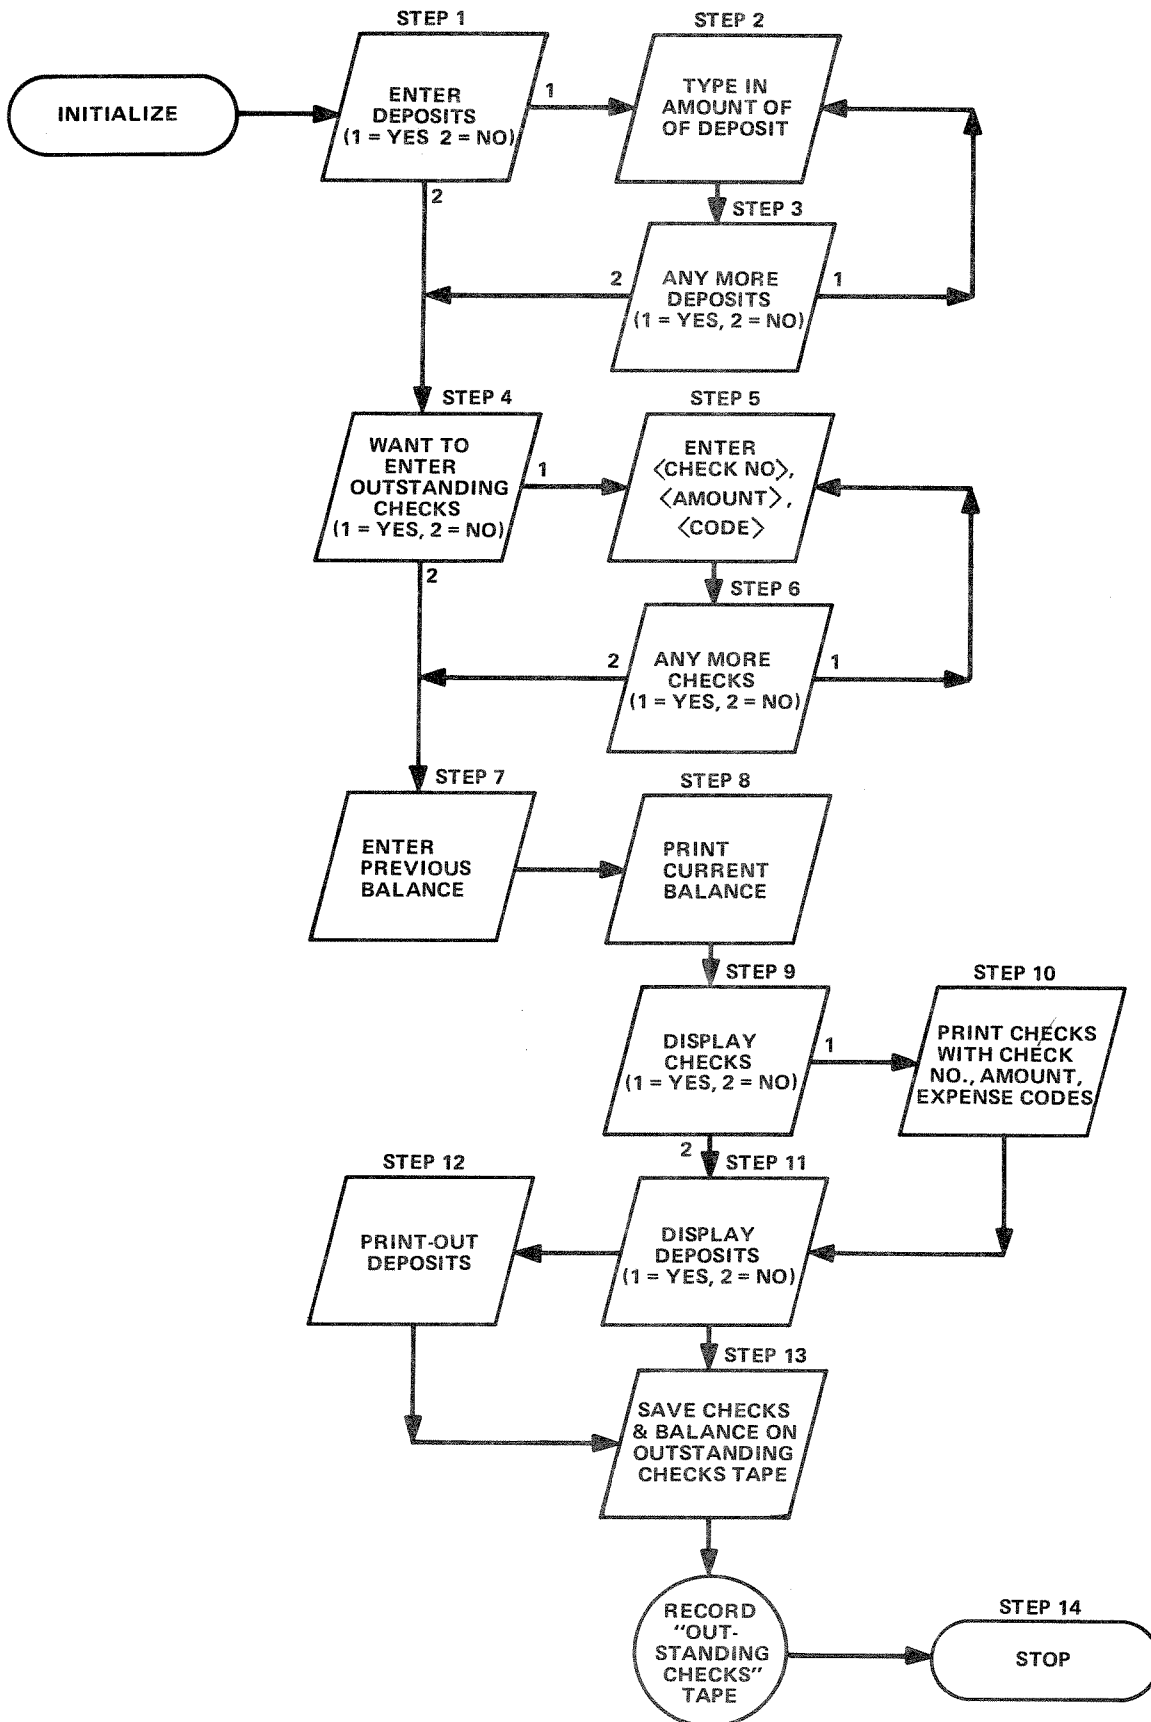 STEP 1
STEP 2
INITIALIZE
ENTER
DEPOSITS
(1 = YES 2 = NO)
1
TYPE IN
AMOUNT OF
OF DEPOSIT
2
STEP 3
ANY MORE
DEPOSITS
(1 = YES, 2 = NO)
2
1
STEP 4
STEP 5
WANT TO
ENTER
OUTSTANDING
CHECKS
(1 = YES, 2 = NO)
1
ENTER
〈CHECK NO〉,
〈AMOUNT〉,
〈CODE〉
2
STEP 6
ANY MORE
CHECKS
(1 = YES, 2 = NO)
2
1
STEP 7
STEP 8
ENTER
PREVIOUS
BALANCE
PRINT
CURRENT
BALANCE
STEP 9
STEP 10
DISPLAY
CHECKS
(1 = YES, 2 = NO)
1
PRINT CHECKS
WITH CHECK
NO., AMOUNT,
EXPENSE CODES
2
STEP 12
STEP 11
PRINT-OUT
DEPOSITS
DISPLAY
DEPOSITS
(1 = YES, 2 = NO)
STEP 13
SAVE CHECKS
& BALANCE ON
OUTSTANDING
CHECKS TAPE
RECORD
"OUT-
STANDING
CHECKS"
TAPE
STEP 14
STOP